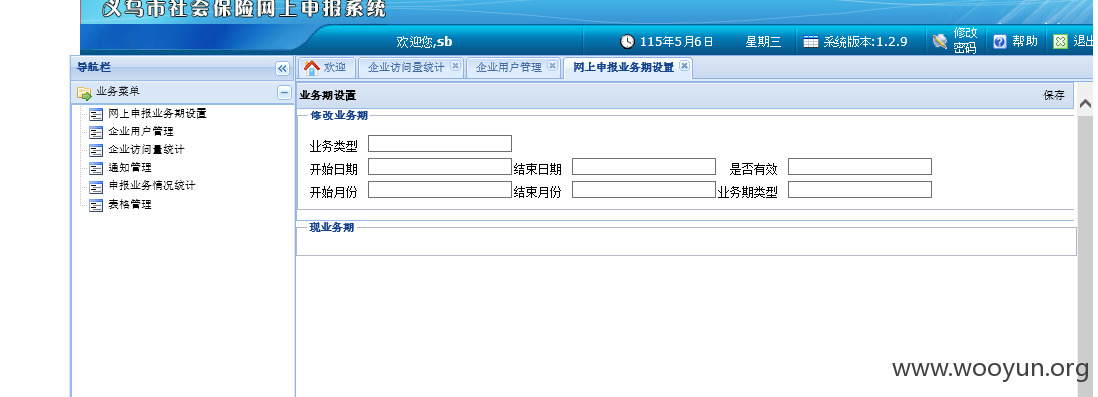 义乌市社会保险网上申报系统
欢迎您,sb 115年5月6日 星期三 系统版本:1.2.9 修改密码 帮助 退出
导航栏
欢迎 企业访问量统计 企业用户管理 网上申报业务期设置
业务菜单
网上申报业务期设置
企业用户管理
企业访问量统计
通知管理
申报业务情况统计
表格管理
业务期设置 保存
修改业务期
业务类型
开始日期 结束日期 是否有效
开始月份 结束月份 业务期类型
现业务期
www.wooyun.org